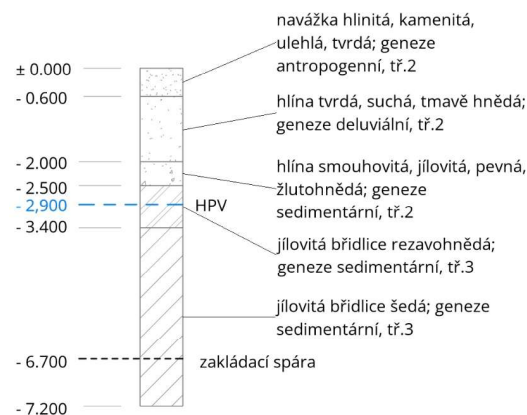 navážka hlinitá, kamenitá,
ulehlá, tvrdá; geneze
antropogenní, tř.2
± 0.000
- 0.600
hlína tvrdá, suchá, tmavě hnědá;
geneze deluviální, tř.2
- 2.000
hlína smouhovitá, jílovitá, pevná,
žlutohnědá; geneze
sedimentární, tř.2
- 2.500
- 2,900
HPV
- 3.400
jílovitá břidlice rezavohnědá;
geneze sedimentární, tř.3
jílovitá břidlice šedá; geneze
sedimentární, tř.3
- 6.700
zakládací spára
- 7.200